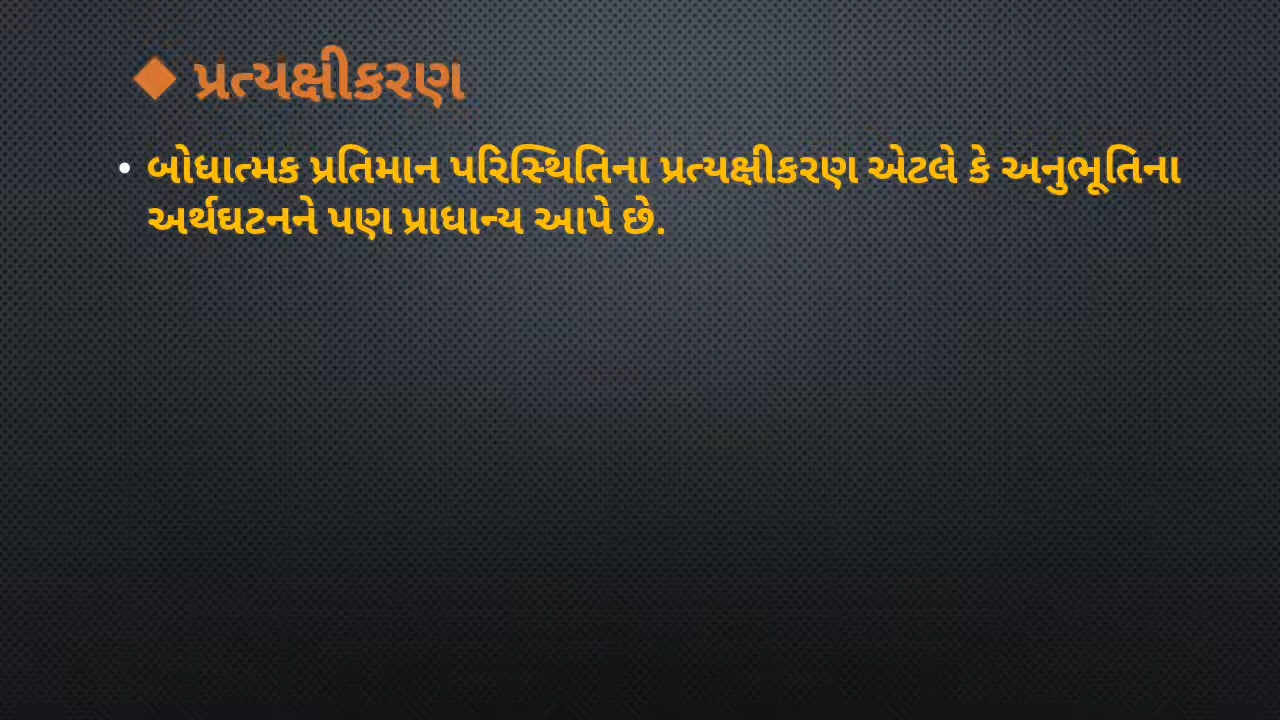 ◆ પ્રત્યક્ષીકરણ
• બોધાત્મક પ્રતિમાન પરિસ્થિતિના પ્રત્યક્ષીકરણ એટલે કે અનુભૂતિના
અર્થઘટનને પણ પ્રાધાન્ય આપે છે.